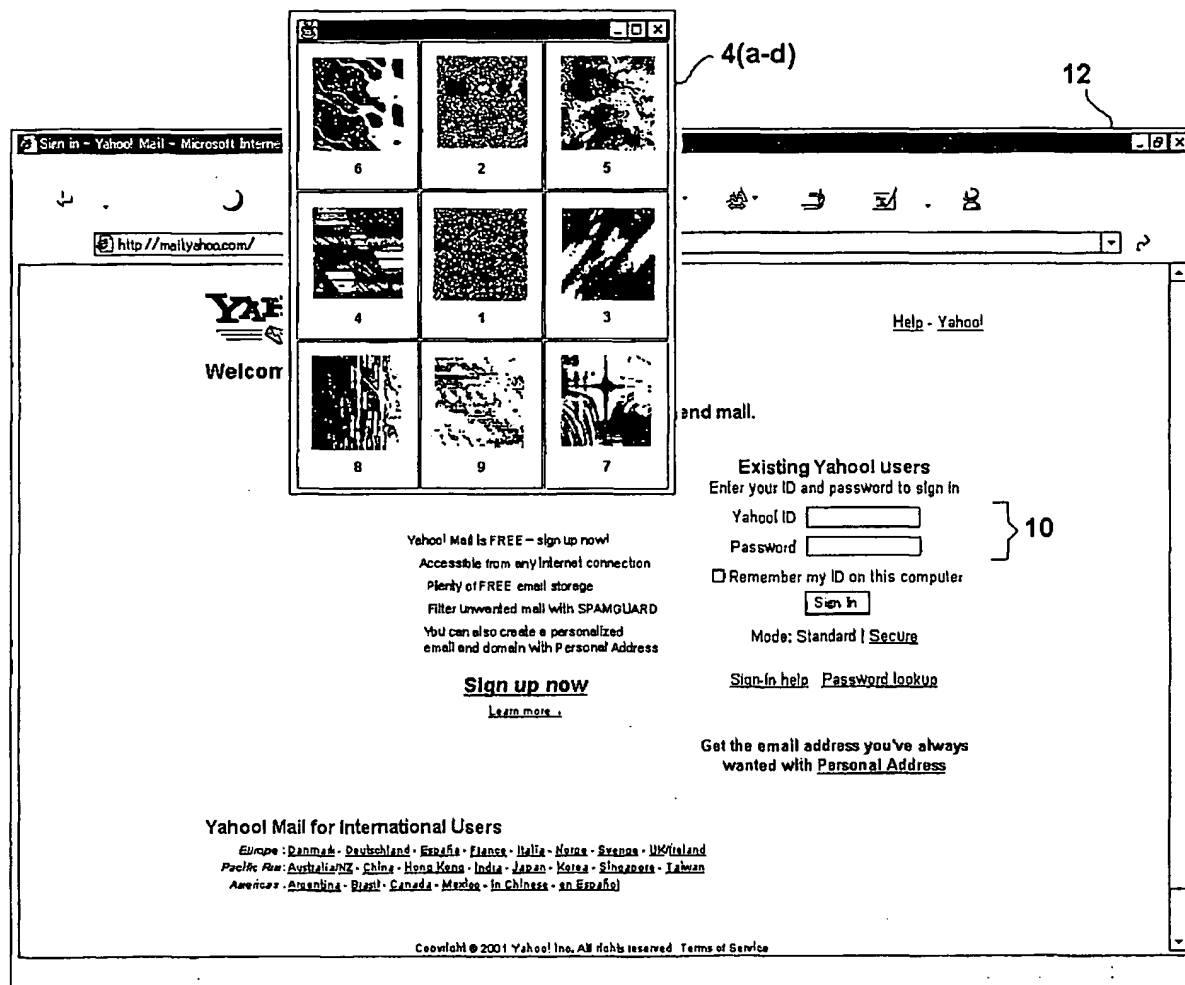 4(a-d)
12
Sign in - Yahoo! Mail - Microsoft Interne
6 2 5
http://mail.yahoo.com/
4 1 3
YAH
Help - Yahoo!
Welcom
end mail.
8 9 7
Existing Yahoo! users
Enter your ID and password to sign in
Yahoo! ID
Password
10
Remember my ID on this computer
Sign In
Mode: Standard | Secure
Sign-in help Password lookup
Yahoo! Mail is FREE – sign up now!
Accessible from any Internet connection
Plenty of FREE email storage
Filter unwanted mail with SPAMGUARD
You can also create a personalized
email and domain with Personal Address
Sign up now
Learn more .
Get the email address you've always
wanted with Personal Address
Yahoo! Mail for International Users
Europe : Danmark - Deutschland - España - France - Italia - Norge - Sverige - UK/Ireland
Pacific Rim : Australia/NZ - China - Hong Kong - India - Japan - Korea - Singapore - Taiwan
Americas : Argentina - Brasil - Canada - Mexico - in Chinese - en Español
Copyright © 2001 Yahoo! Inc. All rights reserved Terms of Service